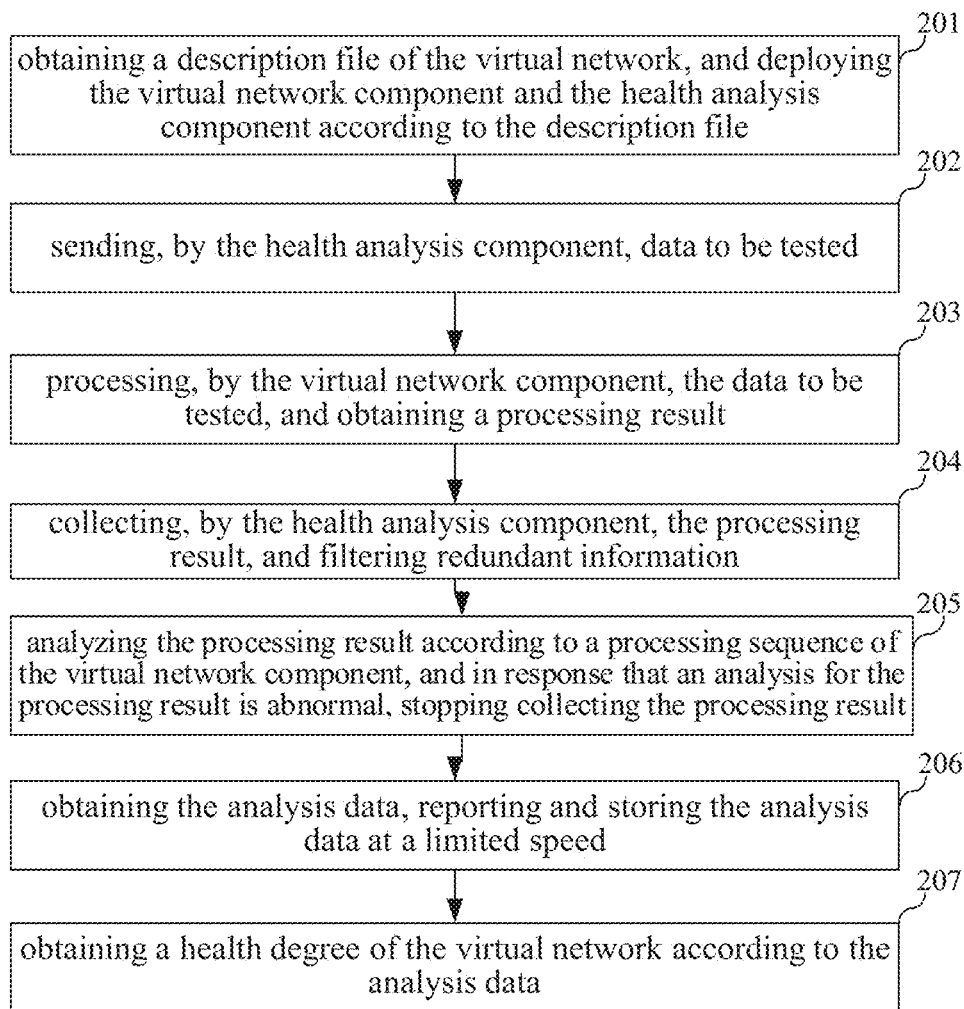 201
obtaining a description file of the virtual network, and deploying
the virtual network component and the health analysis
component according to the description file
202
sending, by the health analysis component, data to be tested
203
processing, by the virtual network component, the data to be
tested, and obtaining a processing result
204
collecting, by the health analysis component, the processing
result, and filtering redundant information
205
analyzing the processing result according to a processing sequence of
the virtual network component, and in response that an analysis for the
processing result is abnormal, stopping collecting the processing result
206
obtaining the analysis data, reporting and storing the analysis
data at a limited speed
207
obtaining a health degree of the virtual network according to the
analysis data